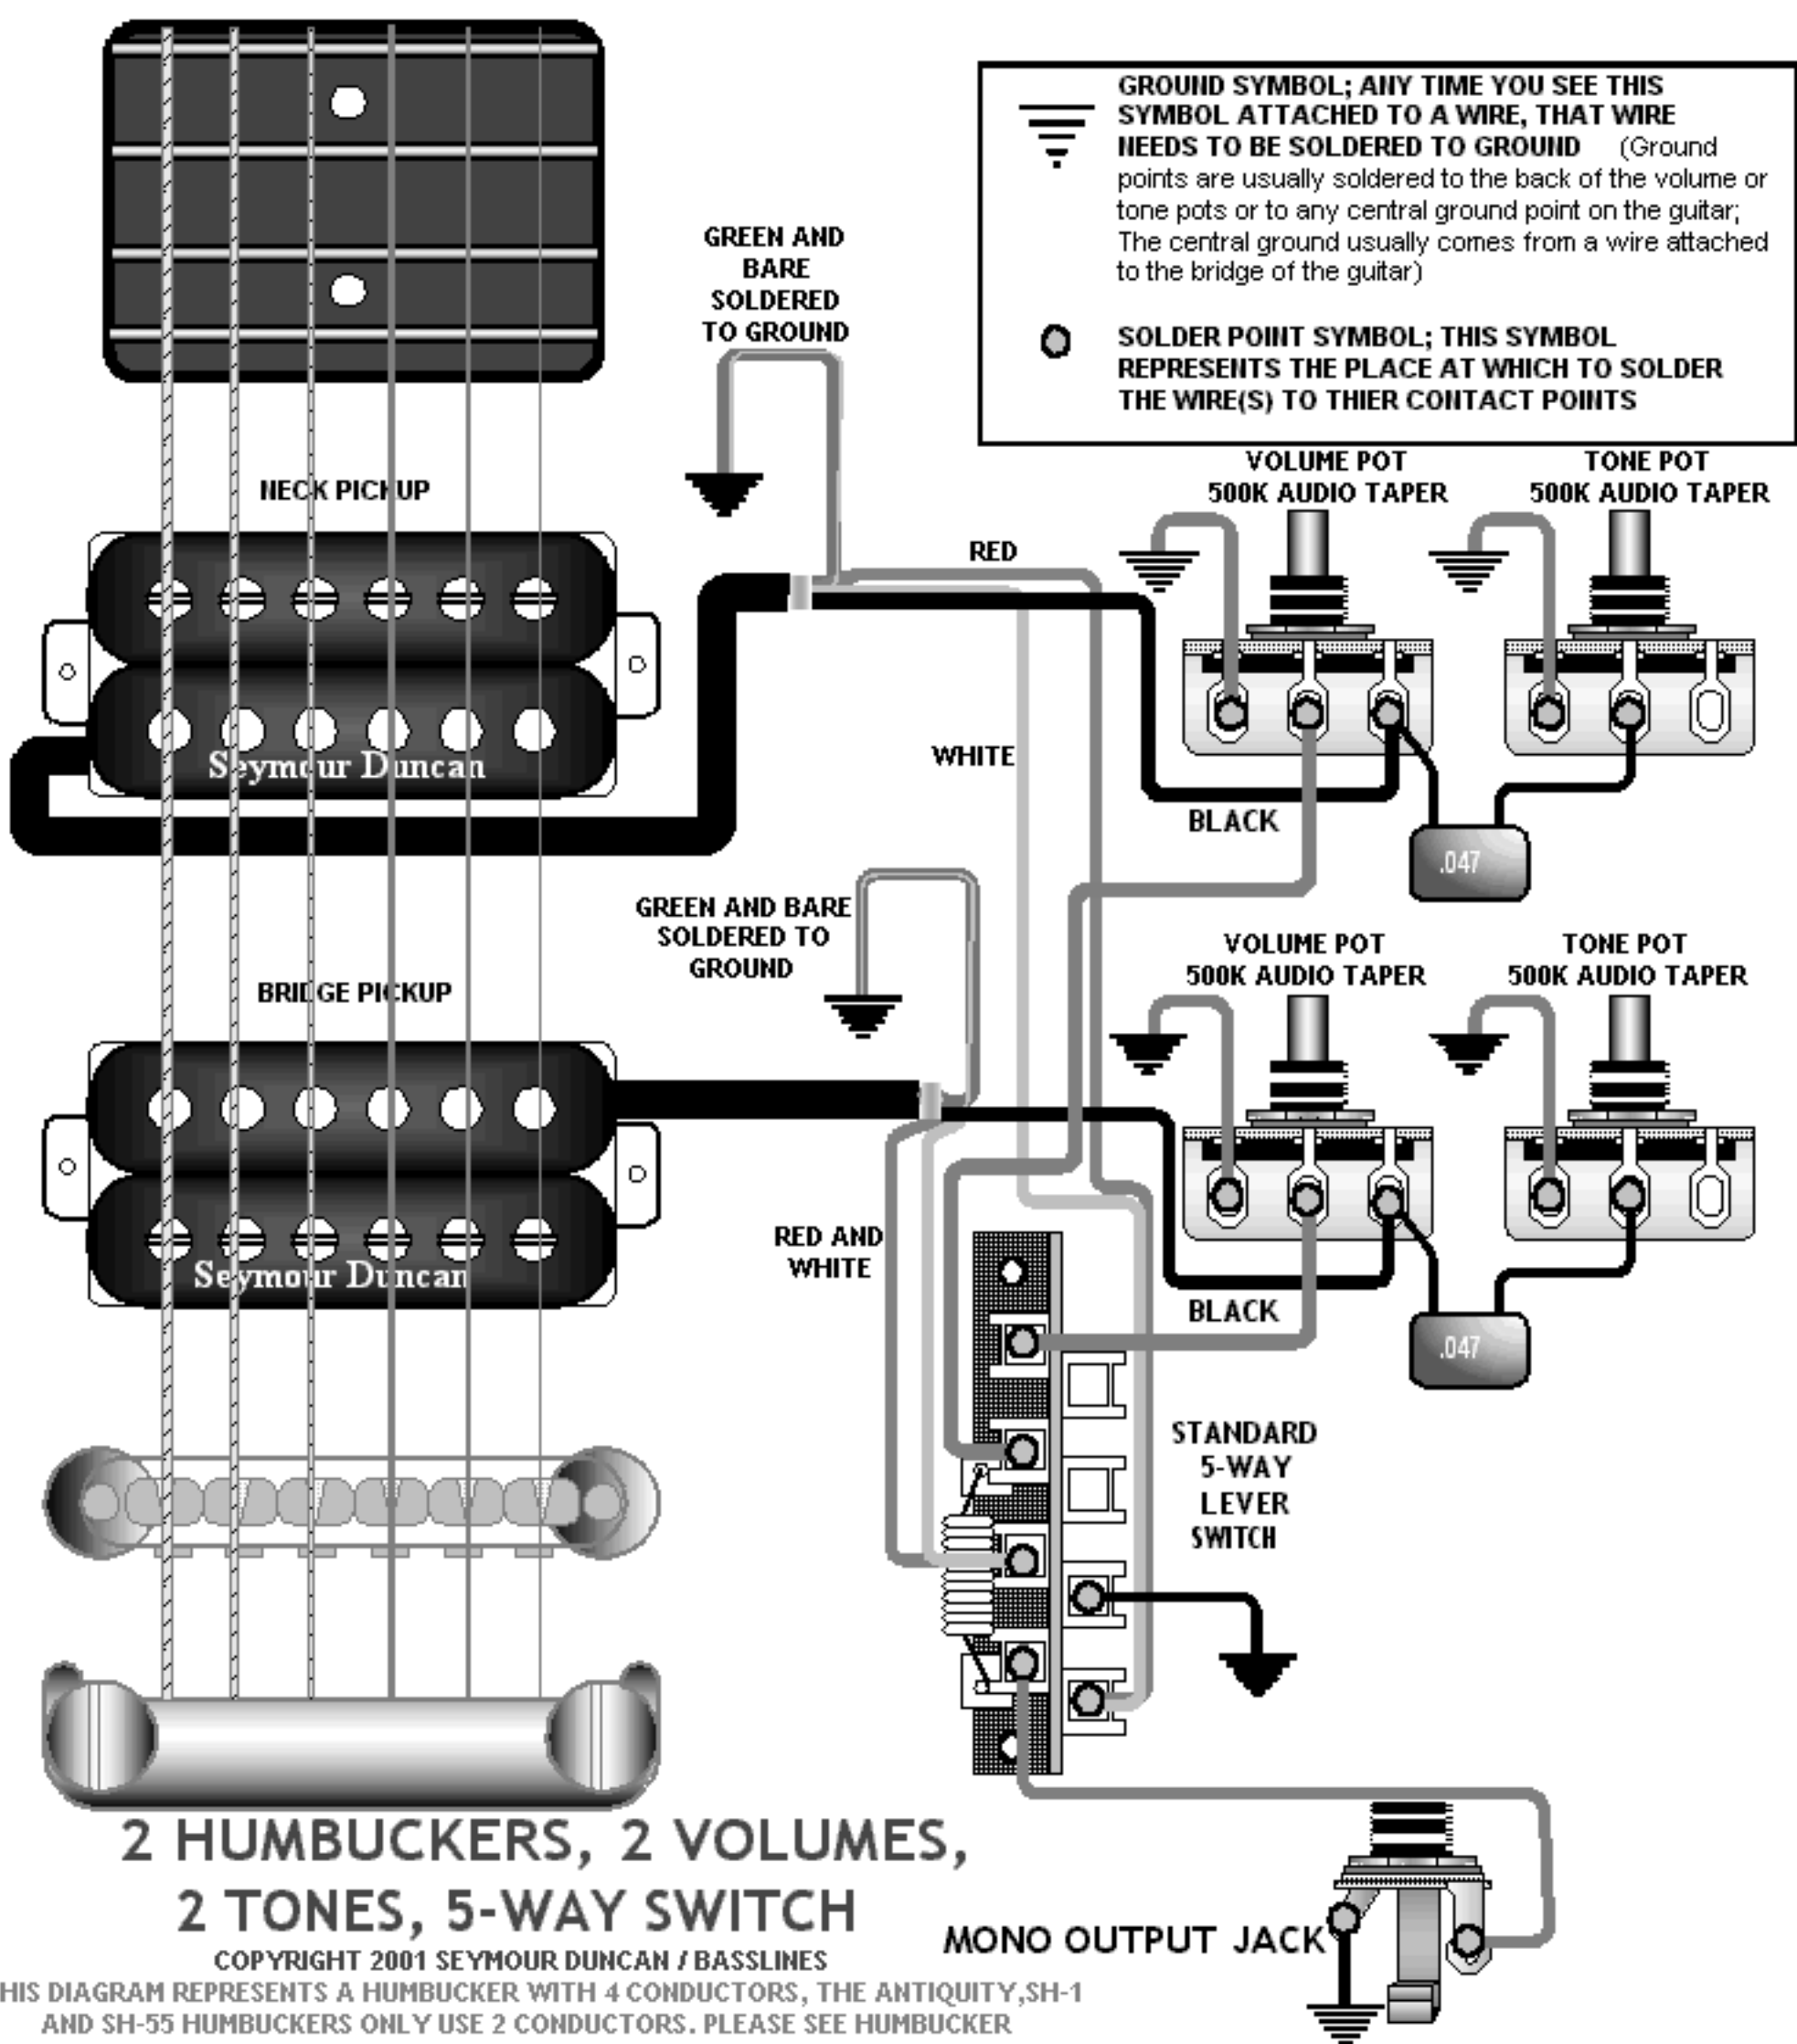 GROUND SYMBOL; ANY TIME YOU SEE THIS
SYMBOL ATTACHED TO A WIRE, THAT WIRE
NEEDS TO BE SOLDERED TO GROUND (Ground
points are usually soldered to the back of the volume or
tone pots or to any central ground point on the guitar;
The central ground usually comes from a wire attached
to the bridge of the guitar)
SOLDER POINT SYMBOL; THIS SYMBOL
REPRESENTS THE PLACE AT WHICH TO SOLDER
THE WIRE(S) TO THIER CONTACT POINTS
GREEN AND
BARE
SOLDERED
TO GROUND
VOLUME POT
500K AUDIO TAPER
TONE POT
500K AUDIO TAPER
NECK PICKUP
RED
Seymour Duncan
WHITE
BLACK
.047
GREEN AND BARE
SOLDERED TO
GROUND
VOLUME POT
500K AUDIO TAPER
TONE POT
500K AUDIO TAPER
BRIDGE PICKUP
Seymour Duncan
RED AND
WHITE
BLACK
.047
STANDARD
5-WAY
LEVER
SWITCH
2 HUMBUCKERS, 2 VOLUMES,
2 TONES, 5-WAY SWITCH
COPYRIGHT 2001 SEYMOUR DUNCAN / BASSLINES
MONO OUTPUT JACK
HIS DIAGRAM REPRESENTS A HUMBUCKER WITH 4 CONDUCTORS, THE ANTIQUITY,SH-1
AND SH-55 HUMBUCKERS ONLY USE 2 CONDUCTORS. PLEASE SEE HUMBUCKER